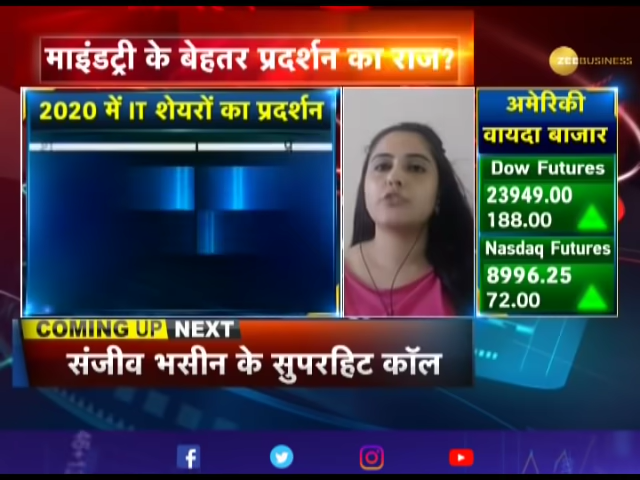 माइंडट्री के बेहतर प्रदर्शन का राज?
ZEE BUSINESS
2020 में IT शेयरों का प्रदर्शन
अमेरिकी
वायदा बाजार
Dow Futures
23949.00
188.00
Nasdaq Futures
8996.25
72.00
COMING UP NEXT
संजीव भसीन के सुपरहिट कॉल